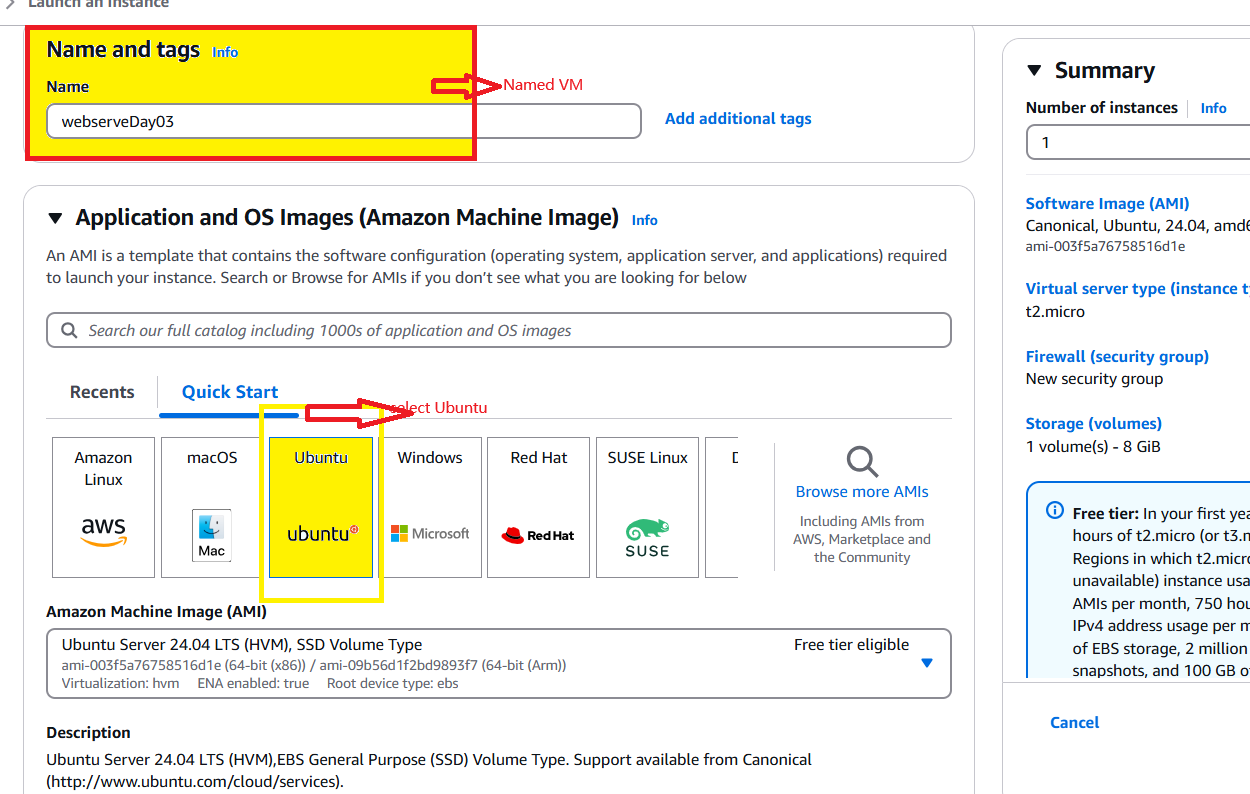 Launch an instance
Name and tags Info
Name
Named VM
webserveDay03
Add additional tags
Application and OS Images (Amazon Machine Image) Info
An AMI is a template that contains the software configuration (operating system, application server, and applications) required
to launch your instance. Search or Browse for AMIs if you don't see what you are looking for below
Search our full catalog including 1000s of application and OS images
Recents
Quick Start
elect Ubuntu
Amazon
Linux
aws
macOS
Mac
Ubuntu
ubuntu
Windows
Microsoft
Red Hat
Red Hat
SUSE Linux
SUSE
Browse more AMIs
Including AMIs from
AWS, Marketplace and
the Community
Amazon Machine Image (AMI)
Ubuntu Server 24.04 LTS (HVM), SSD Volume Type
Free tier eligible
ami-003f5a76758516d1e (64-bit (x86)) / ami-09b56d1f2bd9893f7 (64-bit (Arm))
Virtualization: hvm ENA enabled: true Root device type: ebs
Description
Ubuntu Server 24.04 LTS (HVM),EBS General Purpose (SSD) Volume Type. Support available from Canonical
(http://www.ubuntu.com/cloud/services).
Summary
Number of instances Info
1
Software Image (AMI)
Canonical, Ubuntu, 24.04, amd6
ami-003f5a76758516d1e
Virtual server type (instance ty
t2.micro
Firewall (security group)
New security group
Storage (volumes)
1 volume(s) - 8 GiB
Free tier: In your first yea
hours of t2.micro (or t3.m
Regions in which t2.micro
unavailable) instance usa
AMIs per month, 750 hou
IPv4 address usage per m
of EBS storage, 2 million
snapshots, and 100 GB o
Cancel